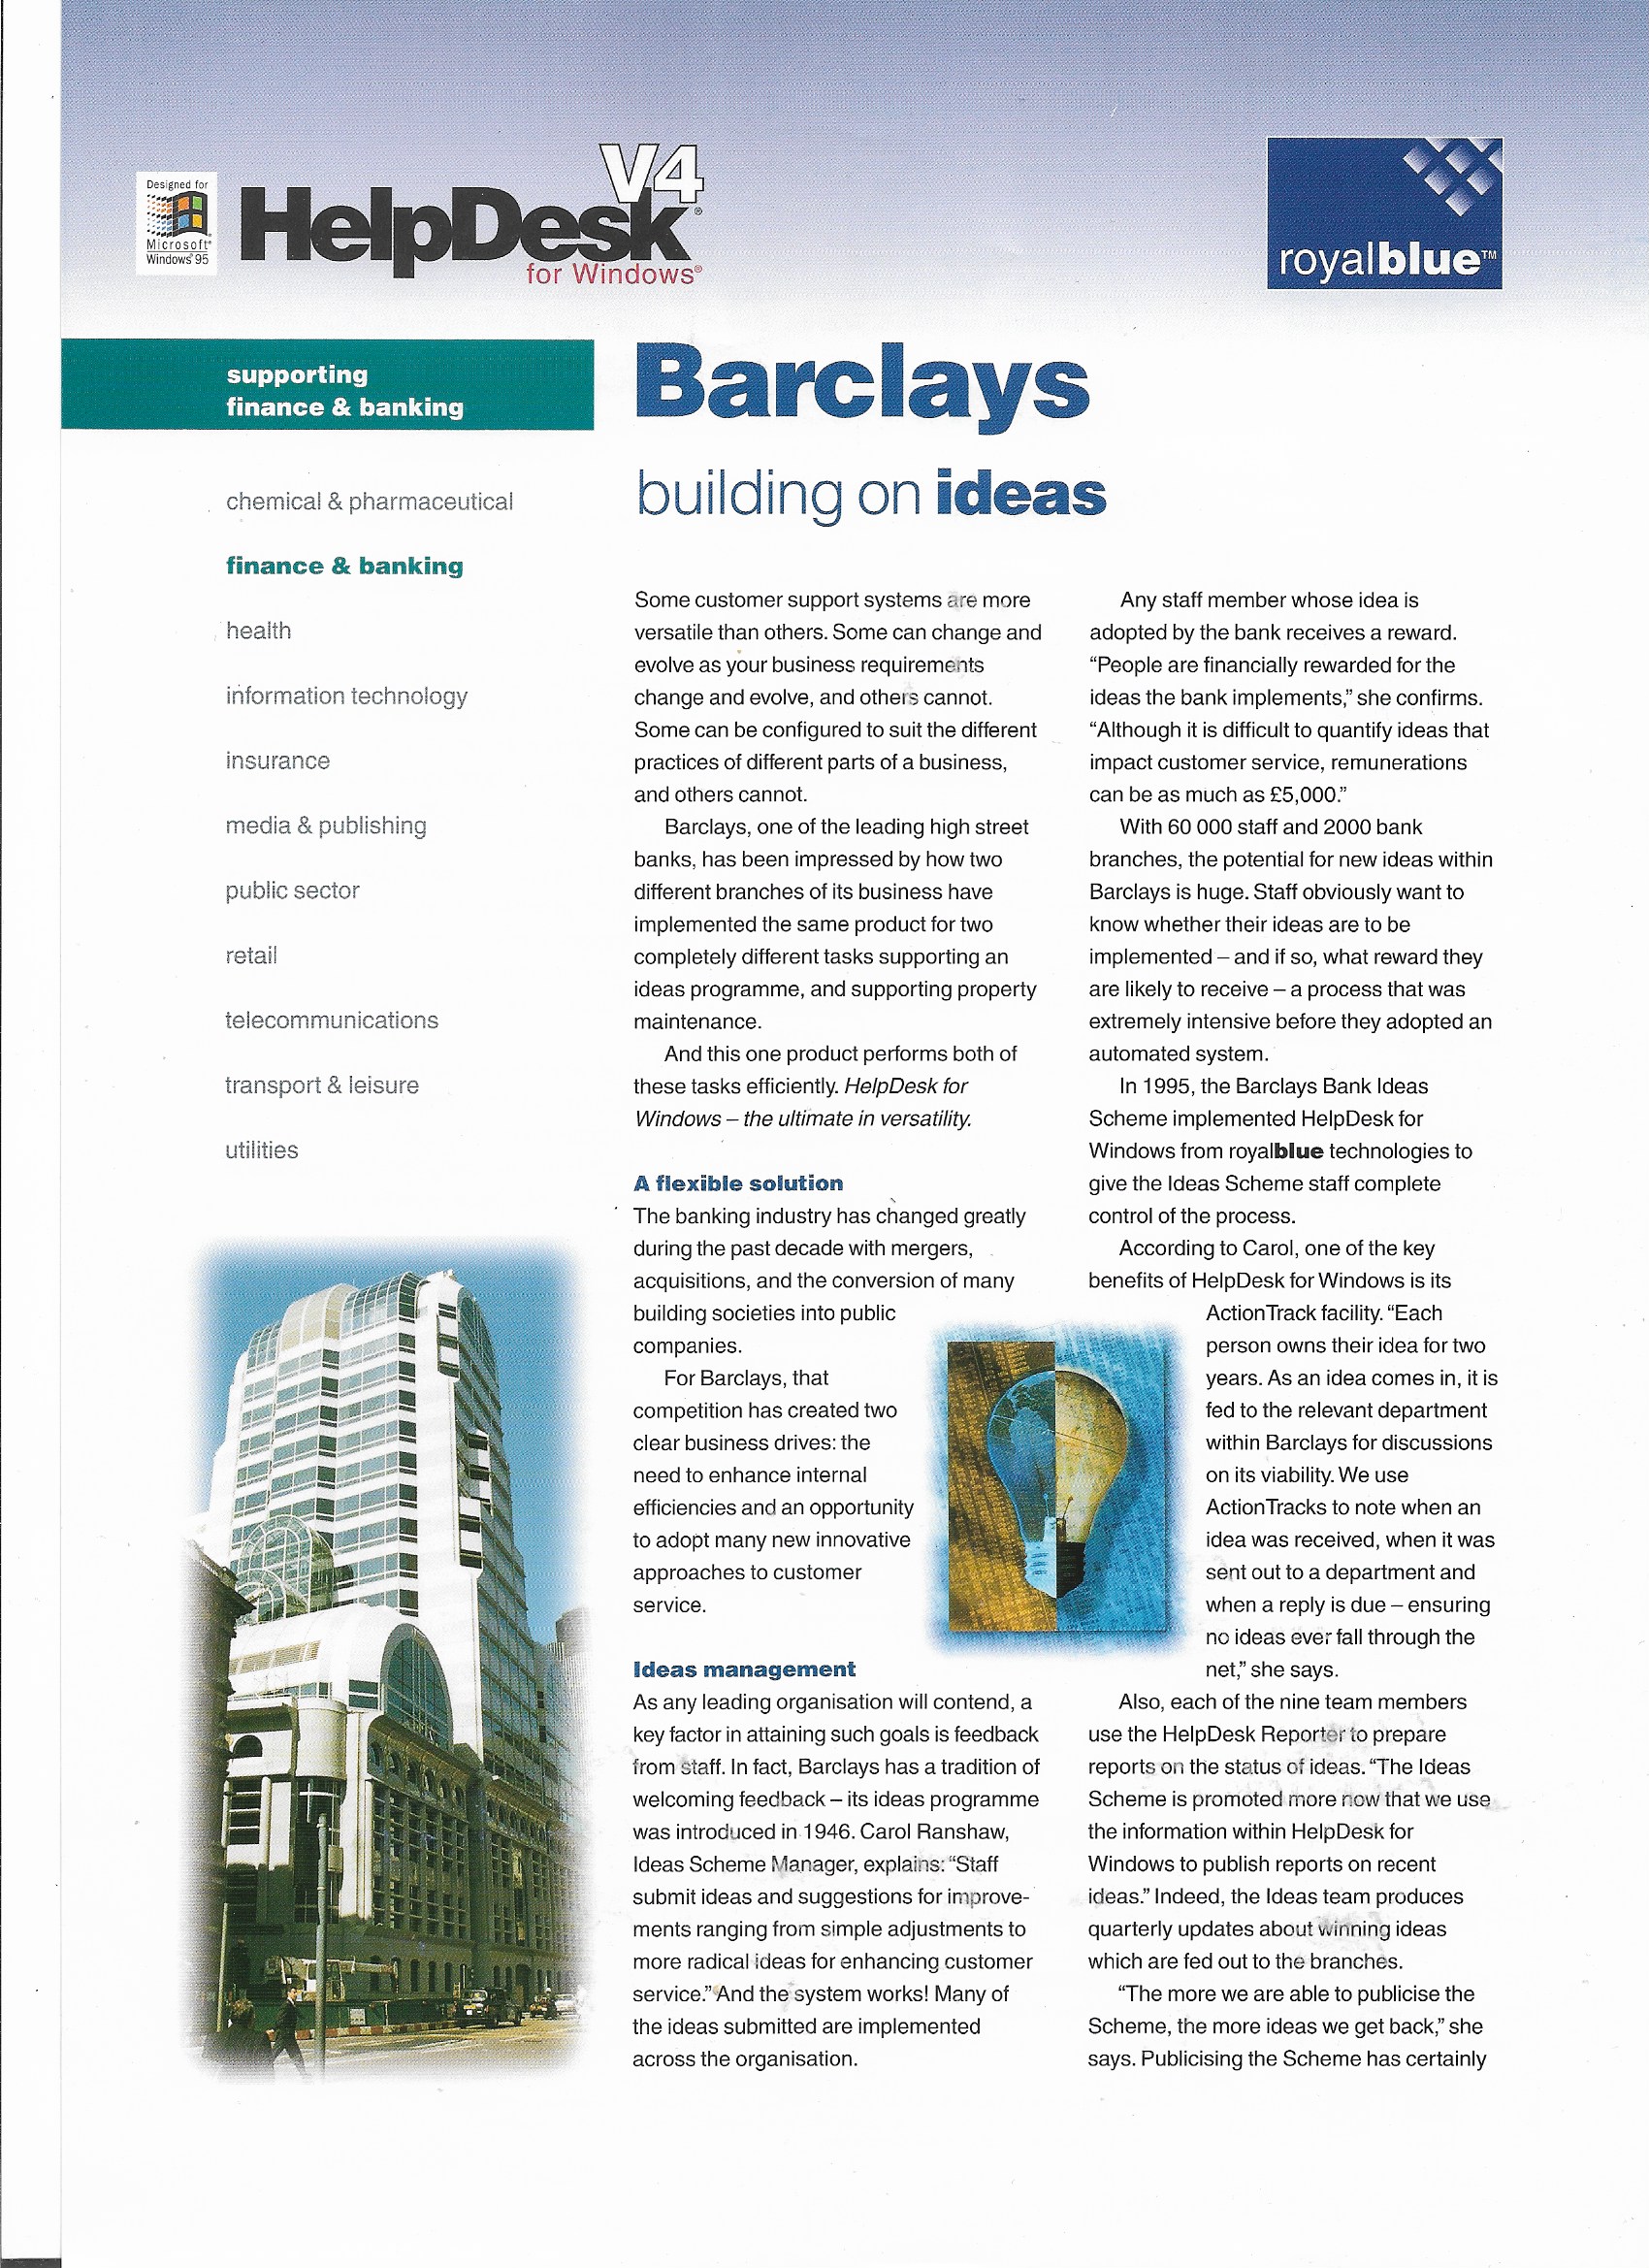 Designed for
Microsoft®
Windows®95
HelpDesk V4®
for Windows®
royalblue™
supporting
finance & banking
chemical & pharmaceutical
finance & banking
health
information technology
insurance
media & publishing
public sector
retail
telecommunications
transport & leisure
utilities
Barclays
building on ideas
Some customer support systems are more
versatile than others. Some can change and
evolve as your business requirements
change and evolve, and others cannot.
Some can be configured to suit the different
practices of different parts of a business,
and others cannot.
Barclays, one of the leading high street
banks, has been impressed by how two
different branches of its business have
implemented the same product for two
completely different tasks supporting an
ideas programme, and supporting property
maintenance.
And this one product performs both of
these tasks efficiently. HelpDesk for
Windows – the ultimate in versatility.
A flexible solution
The banking industry has changed greatly
during the past decade with mergers,
acquisitions, and the conversion of many
building societies into public
companies.
For Barclays, that
competition has created two
clear business drives: the
need to enhance internal
efficiencies and an opportunity
to adopt many new innovative
approaches to customer
service.
Ideas management
As any leading organisation will contend, a
key factor in attaining such goals is feedback
from staff. In fact, Barclays has a tradition of
welcoming feedback – its ideas programme
was introduced in 1946. Carol Ranshaw,
Ideas Scheme Manager, explains: “Staff
submit ideas and suggestions for improve-
ments ranging from simple adjustments to
more radical ideas for enhancing customer
service.” And the system works! Many of
the ideas submitted are implemented
across the organisation.
Any staff member whose idea is
adopted by the bank receives a reward.
“People are financially rewarded for the
ideas the bank implements,” she confirms.
“Although it is difficult to quantify ideas that
impact customer service, remunerations
can be as much as £5,000.”
With 60 000 staff and 2000 bank
branches, the potential for new ideas within
Barclays is huge. Staff obviously want to
know whether their ideas are to be
implemented – and if so, what reward they
are likely to receive – a process that was
extremely intensive before they adopted an
automated system.
In 1995, the Barclays Bank Ideas
Scheme implemented HelpDesk for
Windows from royalblue technologies to
give the Ideas Scheme staff complete
control of the process.
According to Carol, one of the key
benefits of HelpDesk for Windows is its
ActionTrack facility. “Each
person owns their idea for two
years. As an idea comes in, it is
fed to the relevant department
within Barclays for discussions
on its viability. We use
ActionTracks to note when an
idea was received, when it was
sent out to a department and
when a reply is due – ensuring
no ideas ever fall through the
net,” she says.
Also, each of the nine team members
use the HelpDesk Reporter to prepare
reports on the status of ideas. “The Ideas
Scheme is promoted more now that we use
the information within HelpDesk for
Windows to publish reports on recent
ideas.” Indeed, the Ideas team produces
quarterly updates about winning ideas
which are fed out to the branches.
“The more we are able to publicise the
Scheme, the more ideas we get back,” she
says. Publicising the Scheme has certainly